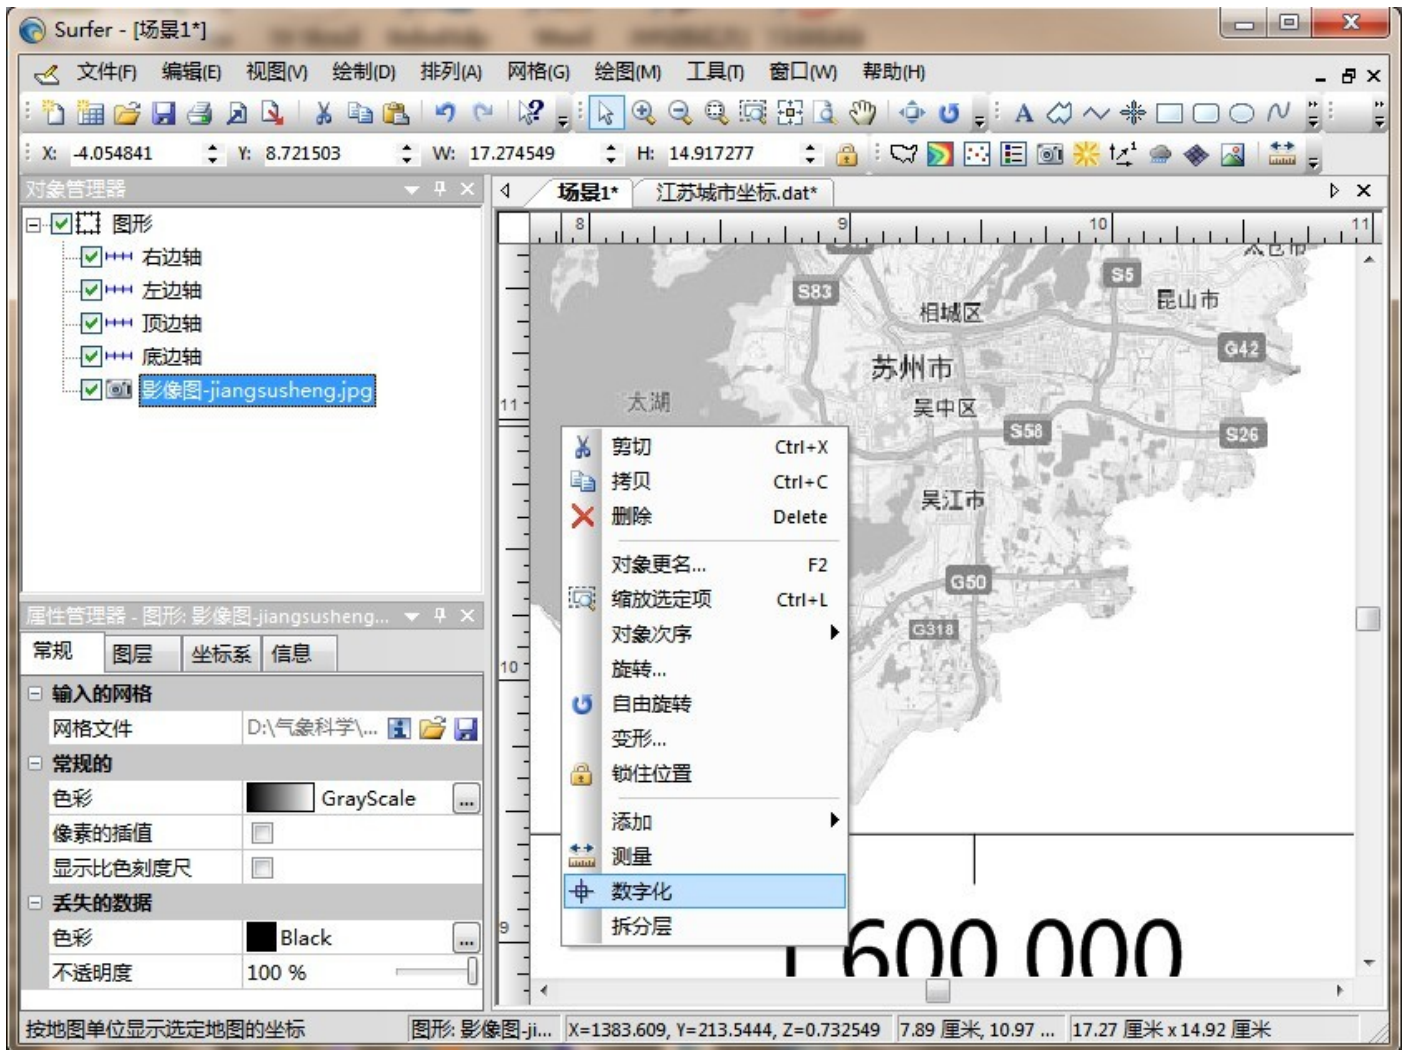 Surfer - [场景1*]
文件(F) 编辑(E) 视图(V) 绘制(D) 排列(A) 网格(G) 绘图(M) 工具(T) 窗口(W) 帮助(H)
X: -4.054841 Y: 8.721503 W: 17.274549 H: 14.917277
对象管理器
场景1* 江苏城市坐标.dat*
图形
右边轴
左边轴
顶边轴
底边轴
影像图-jiangsusheng.jpg
属性管理器 - 图形: 影像图-jiangsusheng...
常规 图层 坐标系 信息
输入的网格
网格文件 D:\气象科学\...
常规的
色彩 GrayScale ...
像素的插值
显示比色刻度尺
丢失的数据
色彩 Black ...
不透明度 100 %
8 9 10 11
11
10
9
S83
S5
相城区
昆山市
G42
苏州市
太湖
吴中区
S58
S26
吴江市
G50
G318
剪切 Ctrl+X
拷贝 Ctrl+C
删除 Delete
对象更名... F2
缩放选定项 Ctrl+L
对象次序
旋转...
自由旋转
变形...
锁住位置
添加
测量
数字化
拆分层
1 600 000
按地图单位显示选定地图的坐标 图形: 影像图-ji... X=1383.609, Y=213.5444, Z=0.732549 7.89 厘米, 10.97 ... 17.27 厘米 x 14.92 厘米